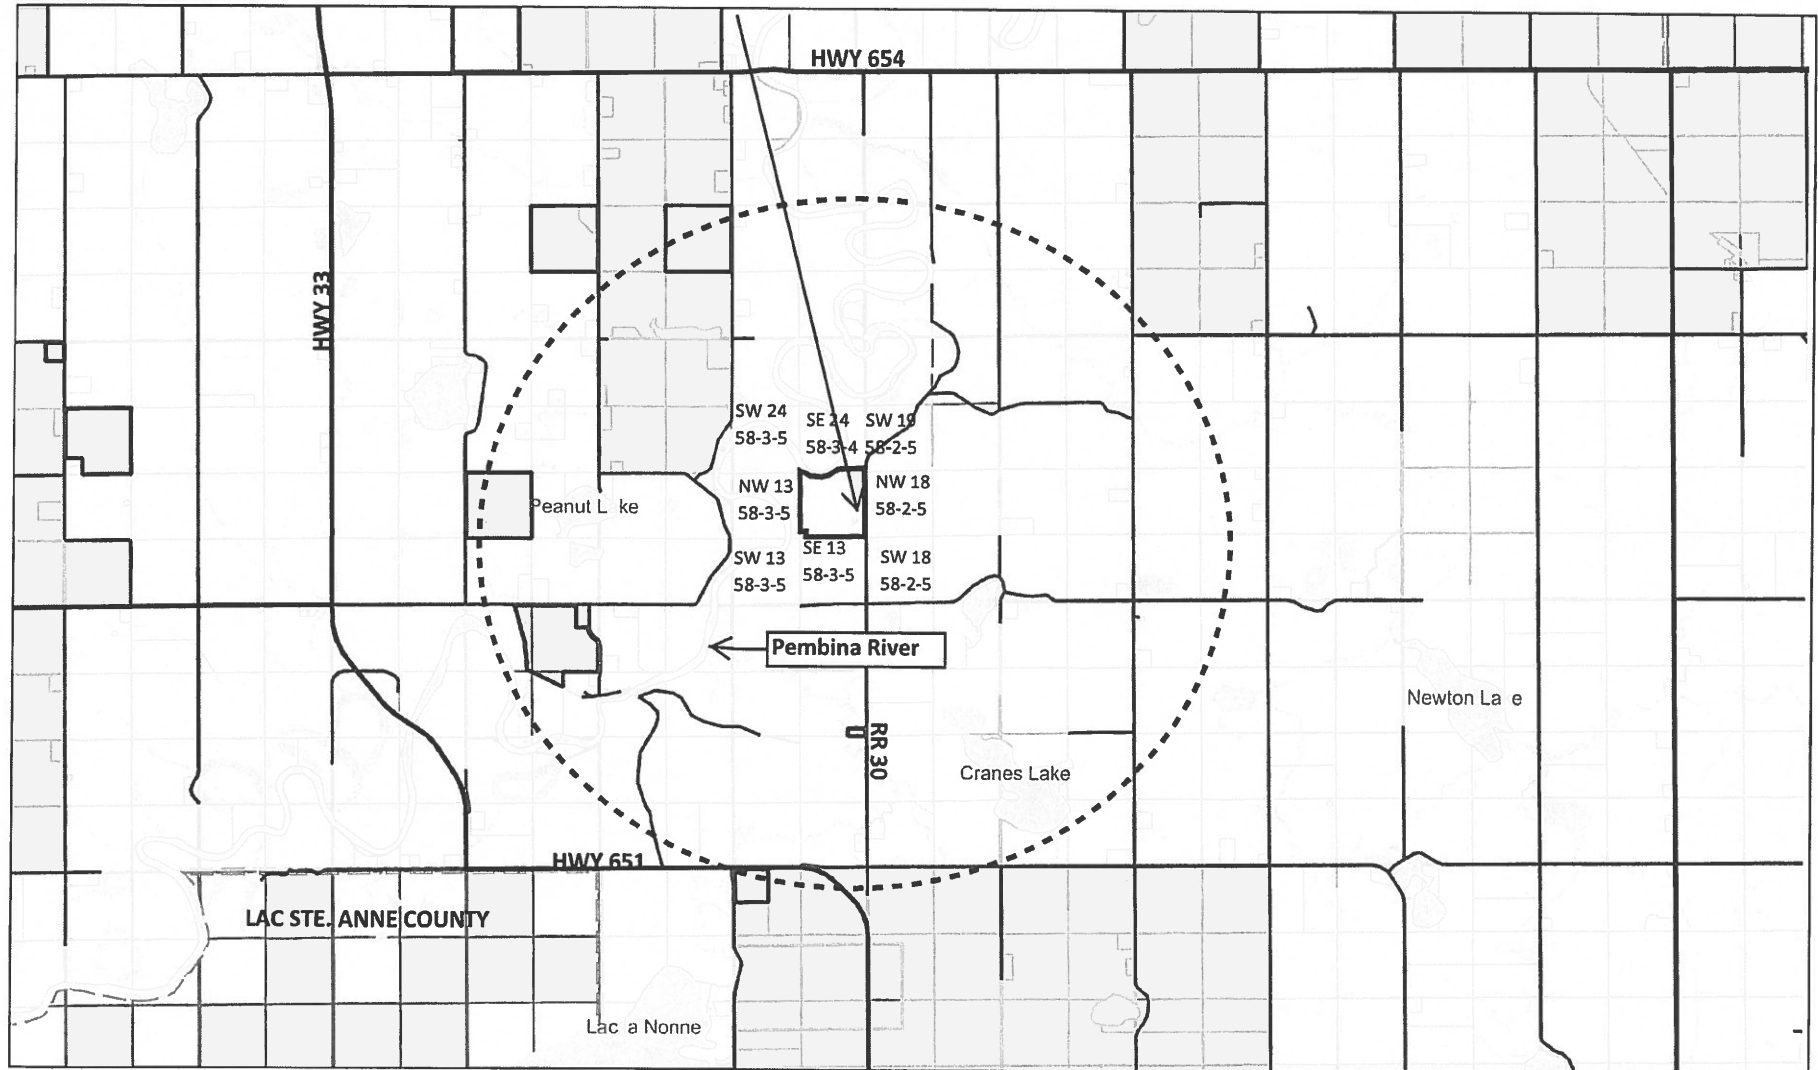 HWY 654
HWY 33
SW 24
58-3-5
SE 24
58-3-4
SW 19
58-2-5
Peanut L ke
NW 13
58-3-5
NW 18
58-2-5
SW 13
58-3-5
SE 13
58-3-5
SW 18
58-2-5
Pembina River
Newton La e
RR 30
Cranes Lake
HWY 651
LAC STE. ANNE COUNTY
Lac a Nonne